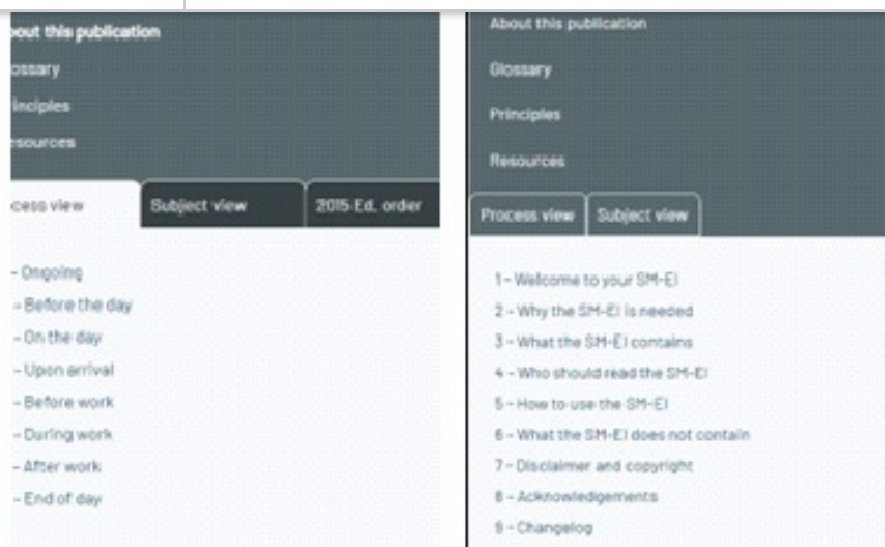 bout this publication
ossary
inciples
sources
cess view
Subject view
2015-Ed. order
– Ongoing
– Before the day
– On the day
– Upon arrival
– Before work
– During work
– After work
– End of day
About this publication
Glossary
Principles
Resources
Process view
Subject view
1 – Welcome to your SM-EI
2 – Why the SM-EI is needed
3 – What the SM-EI contains
4 – Who should read the SM-EI
5 – How to use the SM-EI
6 – What the SM-EI does not contain
7 – Disclaimer and copyright
8 – Acknowledgements
9 – Changelog